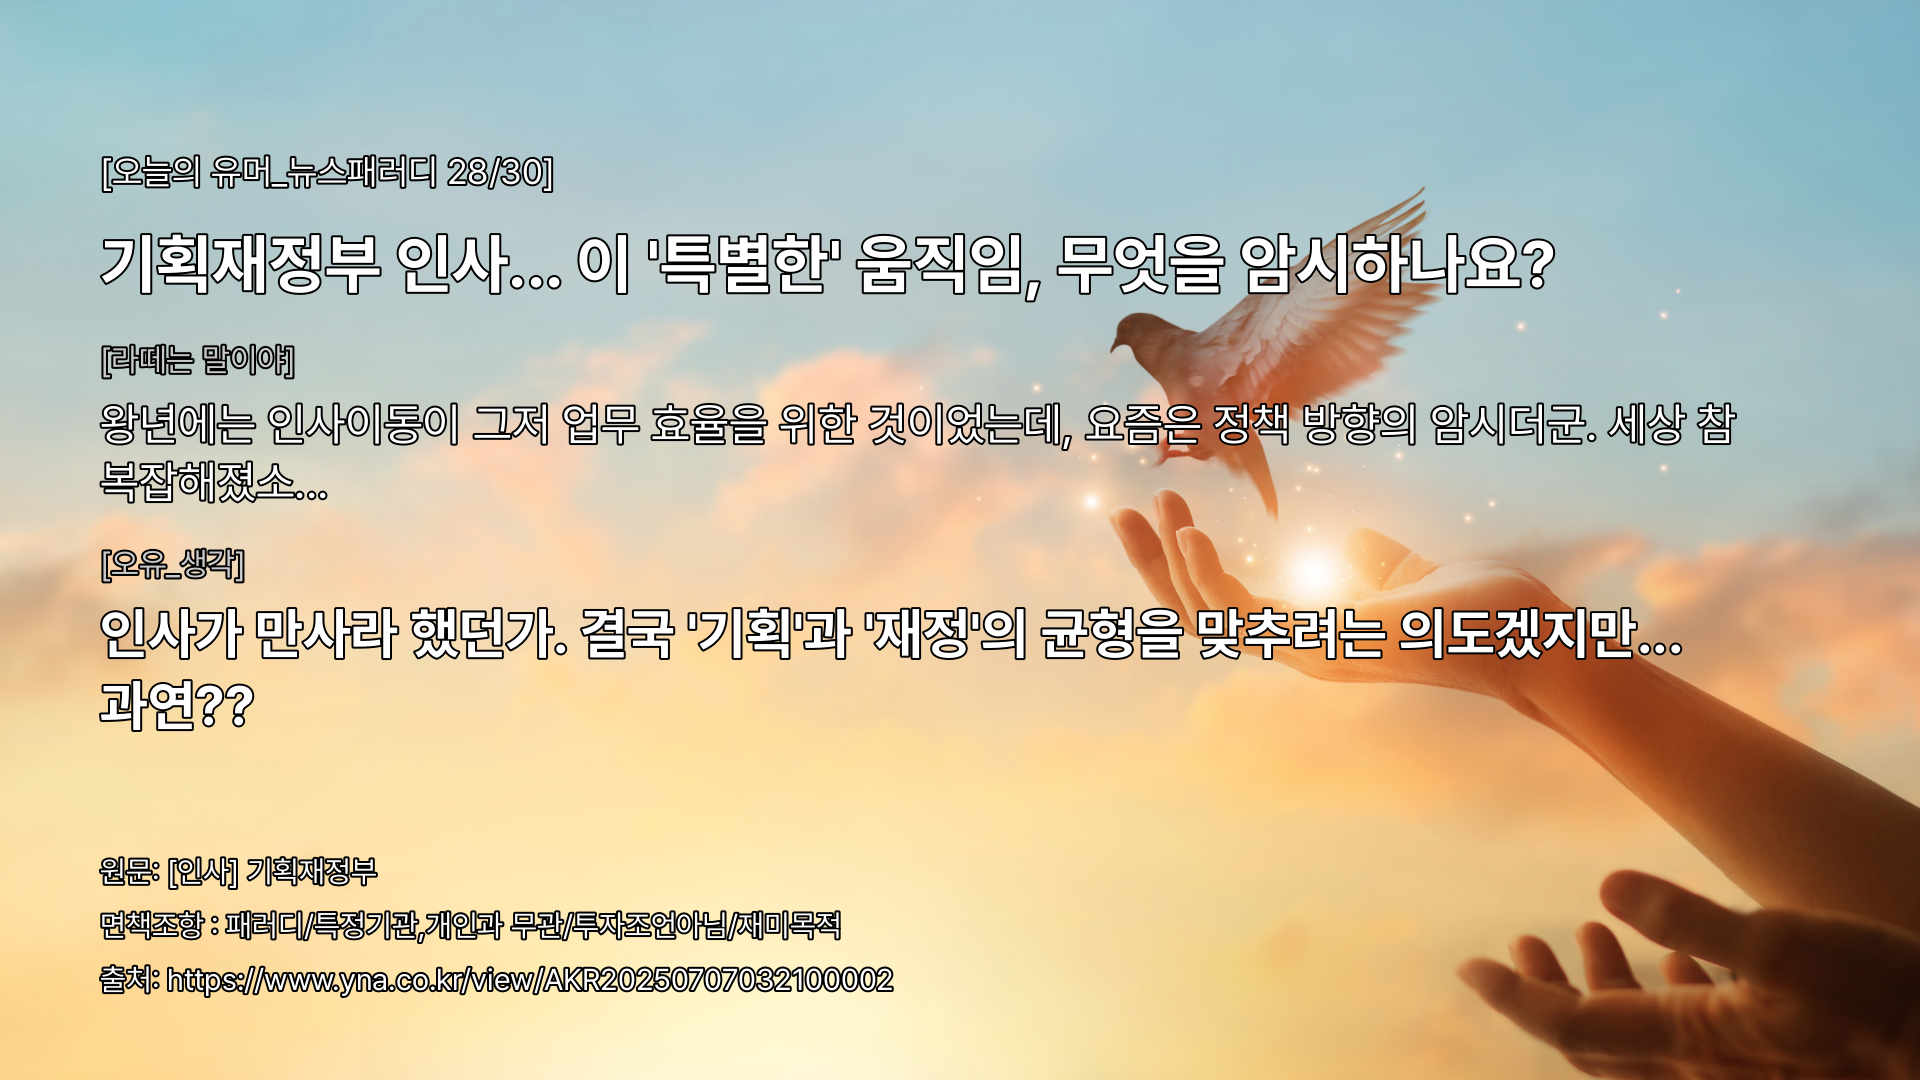 [오늘의 유머_뉴스패러디 28/30]
기획재정부 인사... 이 '특별한' 움직임, 무엇을 암시하나요?
[라떼는 말이야]
왕년에는 인사이동이 그저 업무 효율을 위한 것이었는데, 요즘은 정책 방향의 암시더군. 세상 참
복잡해졌소...
[오유_생각]
인사가 만사라 했던가. 결국 '기획'과 '재정'의 균형을 맞추려는 의도겠지만...
과연??
원문: [인사] 기획재정부
면책조항 : 패러디/특정기관,개인과 무관/투자조언아님/재미목적
출처: https://www.yna.co.kr/view/AKR20250707032100002